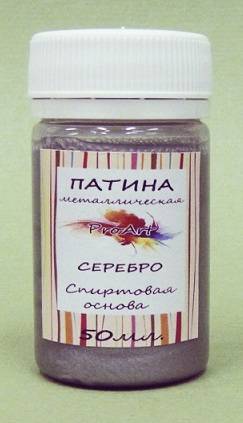 ПАТИНА
металлическая
ProArt
СЕРЕБРО
Спиртовая
основа
50мл.